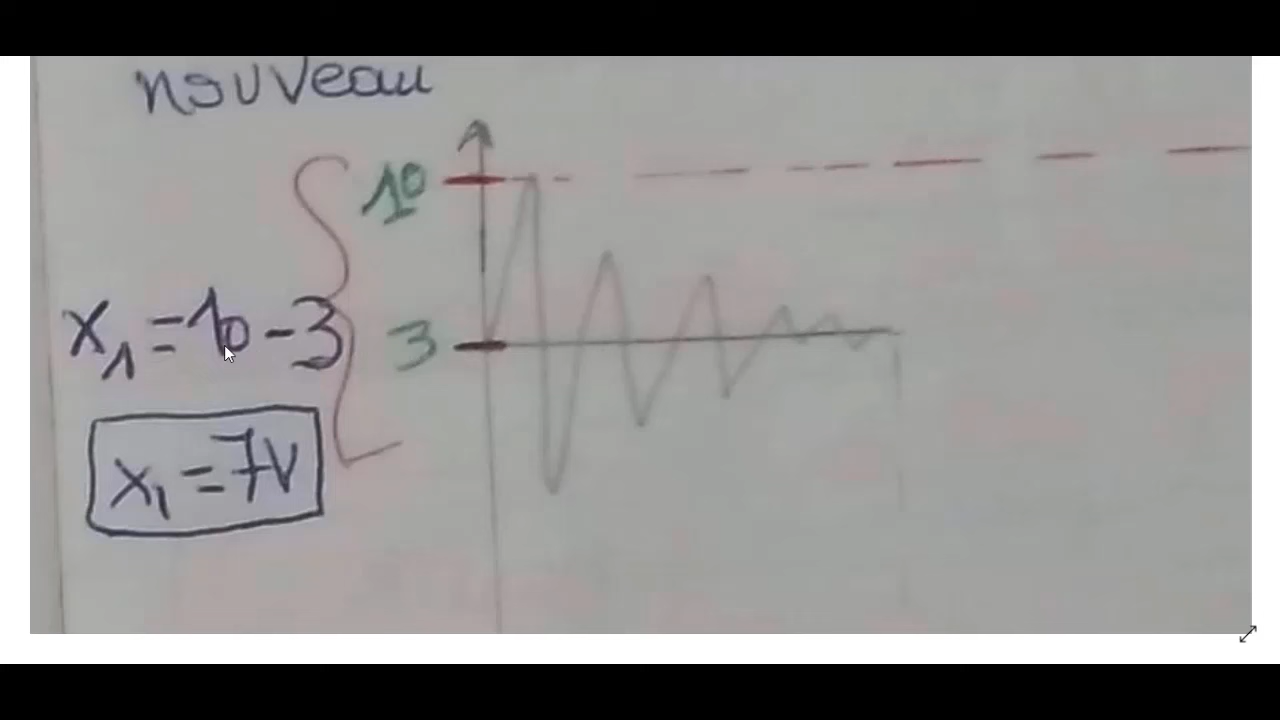 nouveau
10
x₁ = 10 - 3
3
x₁ = 7V